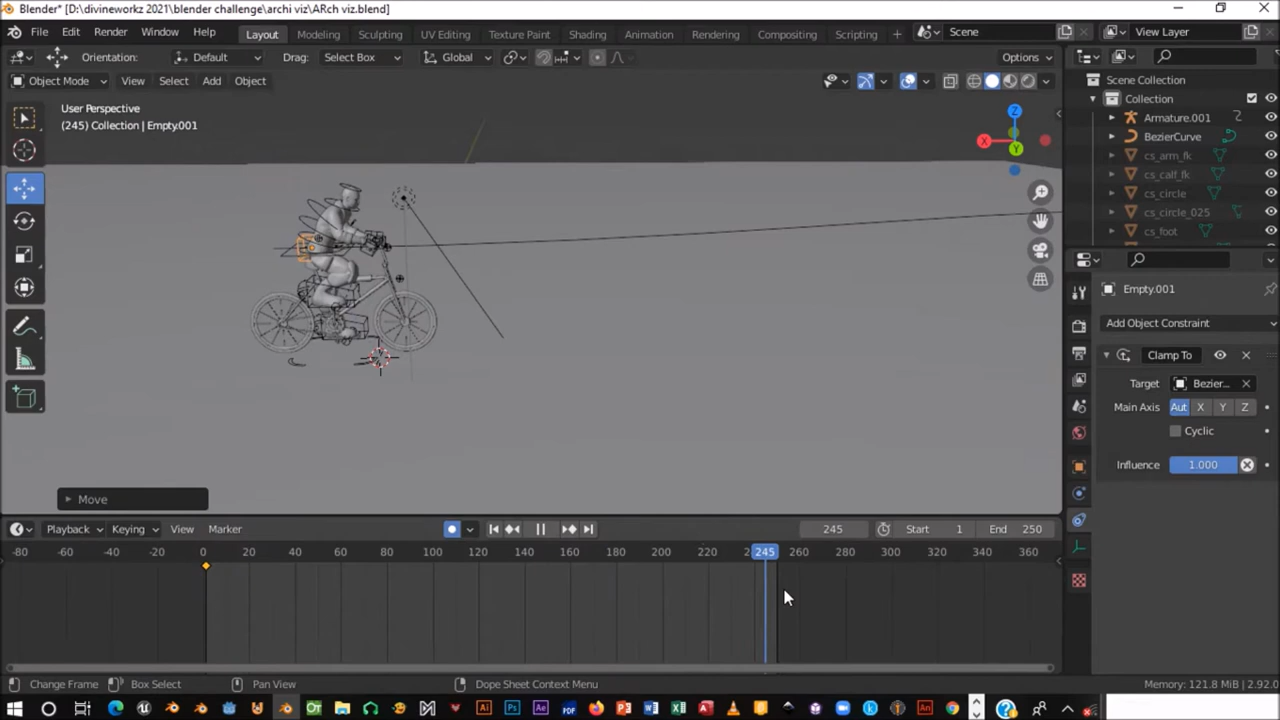 Blender* [D:\divineworkz 2021\blender challenge\archi viz\ARch viz.blend]
File Edit Render Window Help Layout Modeling Sculpting UV Editing Texture Paint Shading Animation Rendering Compositing Scripting + Scene View Layer
Orientation: Default Drag: Select Box Global Options
Object Mode View Select Add Object
Scene Collection
Collection
Armature.001
BezierCurve
cs_arm_fk
cs_calf_fk
cs_circle
cs_circle_025
cs_foot
User Perspective
(245) Collection | Empty.001
Z
X
Y
Empty.001
Add Object Constraint
Clamp To
Target Bezier...
Main Axis Aut X Y Z
Cyclic
Influence 1.000
Move
Playback Keying View Marker 245 Start 1 End 250
-80 -60 -40 -20 0 20 40 60 80 100 120 140 160 180 200 220 2 245 260 280 300 320 340 360
Change Frame Box Select Pan View Dope Sheet Context Menu Memory: 121.8 MiB | 2.92.0